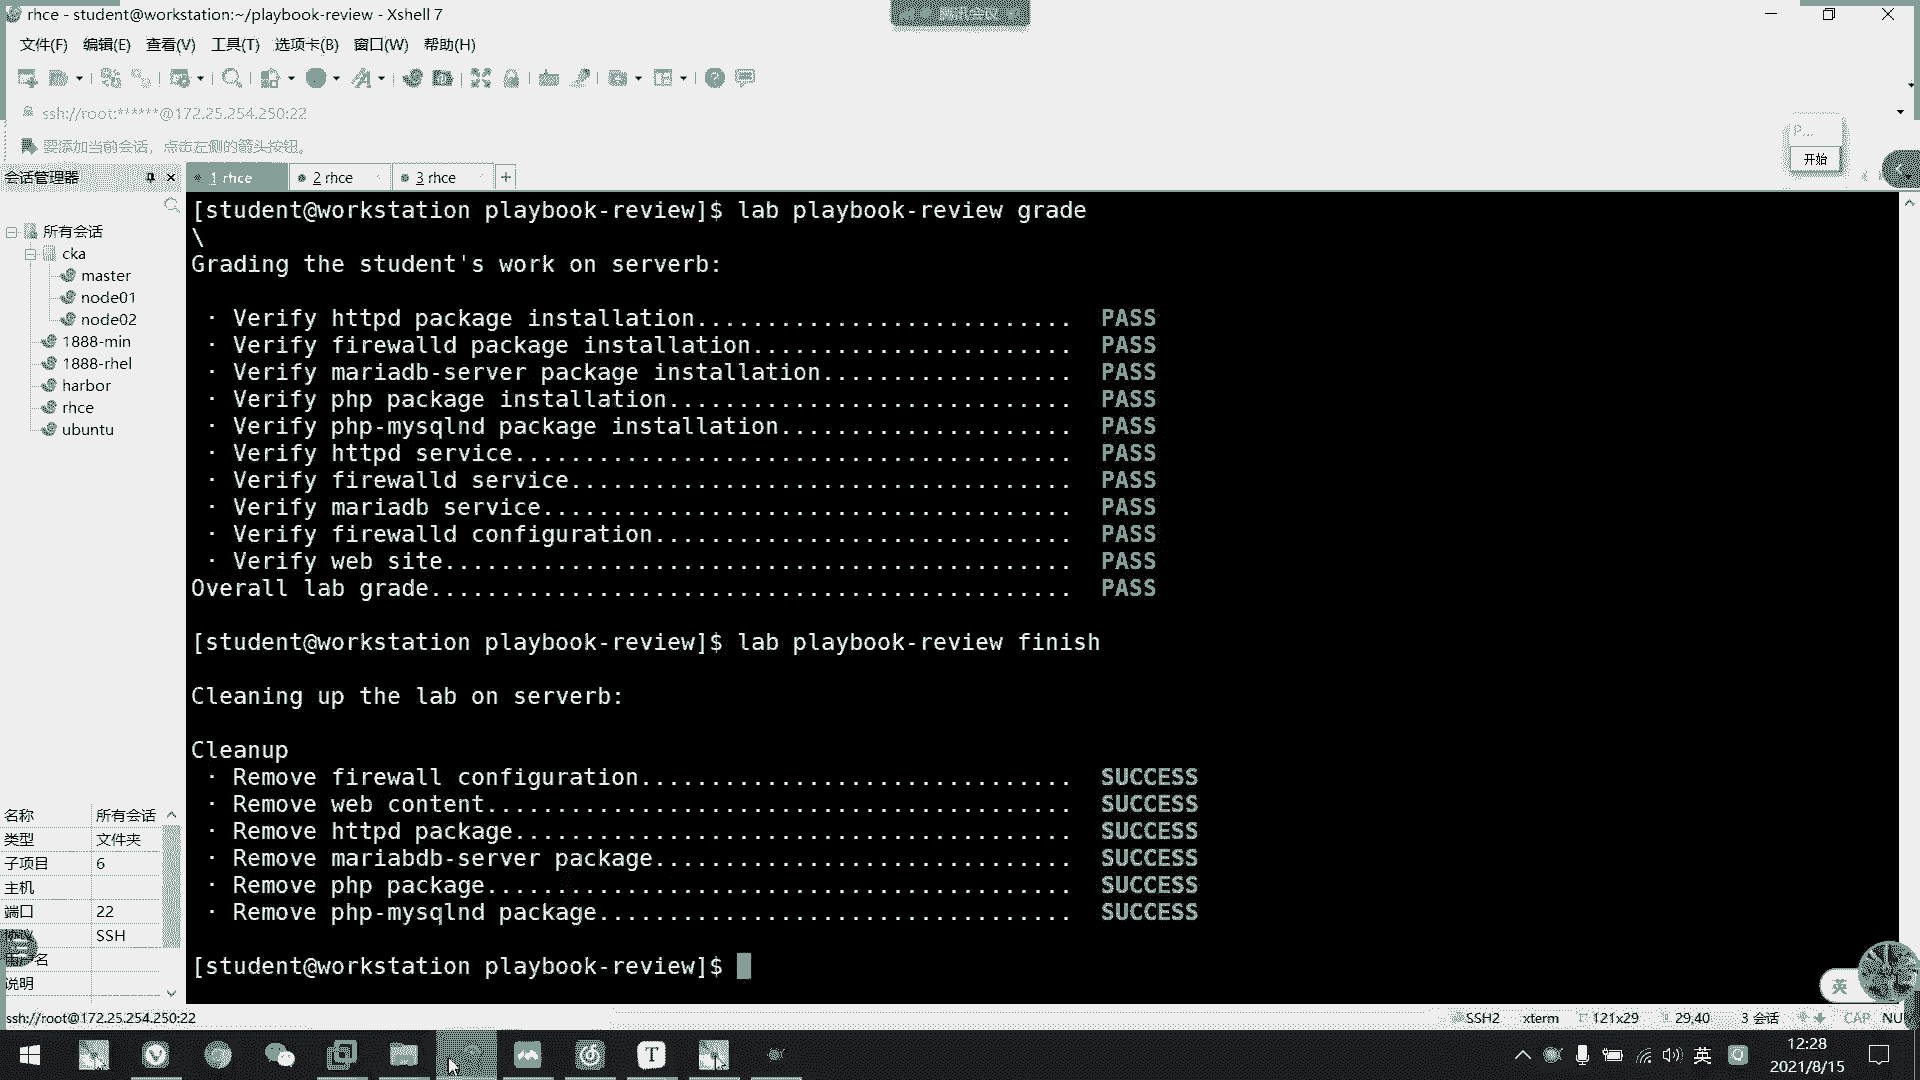 rhce - student@workstation:~/playbook-review - Xshell 7
腾讯会议
文件(F) 编辑(E) 查看(V) 工具(T) 选项卡(B) 窗口(W) 帮助(H)
ssh://root:******@172.25.254.250:22
要添加当前会话，点击左侧的箭头按钮。
P...
开始
会话管理器
1 rhce
2 rhce
3 rhce
+
所有会话
cka
master
node01
node02
1888-min
1888-rhel
harbor
rhce
ubuntu
[student@workstation playbook-review]$ lab playbook-review grade
\
Grading the student's work on serverb:
· Verify httpd package installation........................... PASS
· Verify firewalld package installation....................... PASS
· Verify mariadb-server package installation.................. PASS
· Verify php package installation............................. PASS
· Verify php-mysqlnd package installation..................... PASS
· Verify httpd service........................................ PASS
· Verify firewalld service.................................... PASS
· Verify mariadb service...................................... PASS
· Verify firewalld configuration.............................. PASS
· Verify web site............................................. PASS
Overall lab grade.............................................. PASS
[student@workstation playbook-review]$ lab playbook-review finish
Cleaning up the lab on serverb:
Cleanup
· Remove firewall configuration............................... SUCCESS
· Remove web content.......................................... SUCCESS
· Remove httpd package........................................ SUCCESS
· Remove mariabdb-server package.............................. SUCCESS
· Remove php package.......................................... SUCCESS
· Remove php-mysqlnd package.................................. SUCCESS
[student@workstation playbook-review]$
名称 所有会话
类型 文件夹
子项目 6
主机
端口 22
协议 SSH
用户名
说明
英
ssh://root@172.25.254.250:22
SSH2 xterm 121x29 29,40 3 会话 CAP NU
T
英
12:28
2021/8/15